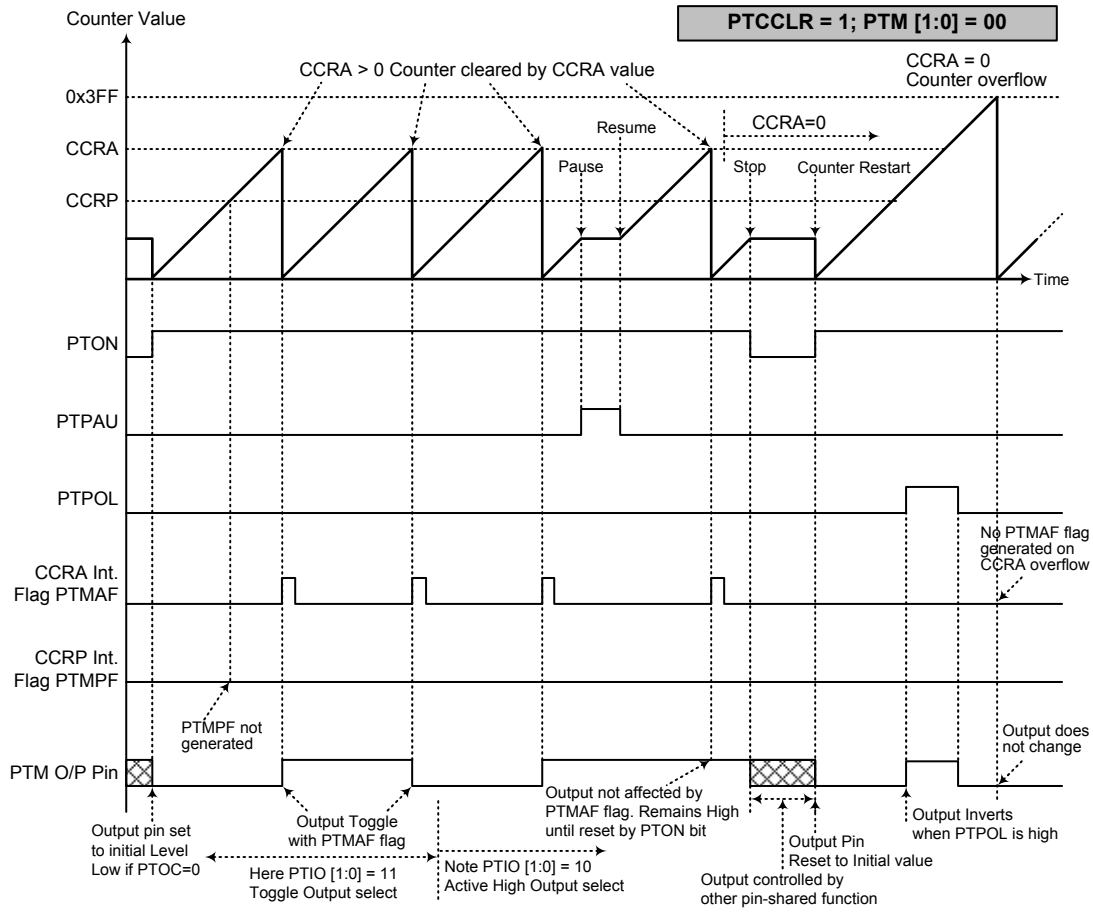 Counter Value
PTCCLR = 1; PTM [1:0] = 00
CCRA > 0 Counter cleared by CCRA value
CCRA = 0
Counter overflow
0x3FF
Resume
CCRA=0
CCRA
Pause
Stop
Counter Restart
CCRP
Time
PTON
PTPAU
PTPOL
No PTMAF flag
generated on
CCRA overflow
CCRA Int.
Flag PTMAF
CCRP Int.
Flag PTMPF
PTMPF not
generated
Output does
not change
PTM O/P Pin
Output pin set
to initial Level
Low if PTOC=0
Output Toggle
with PTMAF flag
Output not affected by
PTMAF flag. Remains High
until reset by PTON bit
Output Inverts
when PTPOL is high
Output Pin
Reset to Initial value
Here PTIO [1:0] = 11
Toggle Output select
Note PTIO [1:0] = 10
Active High Output select
Output controlled by
other pin-shared function